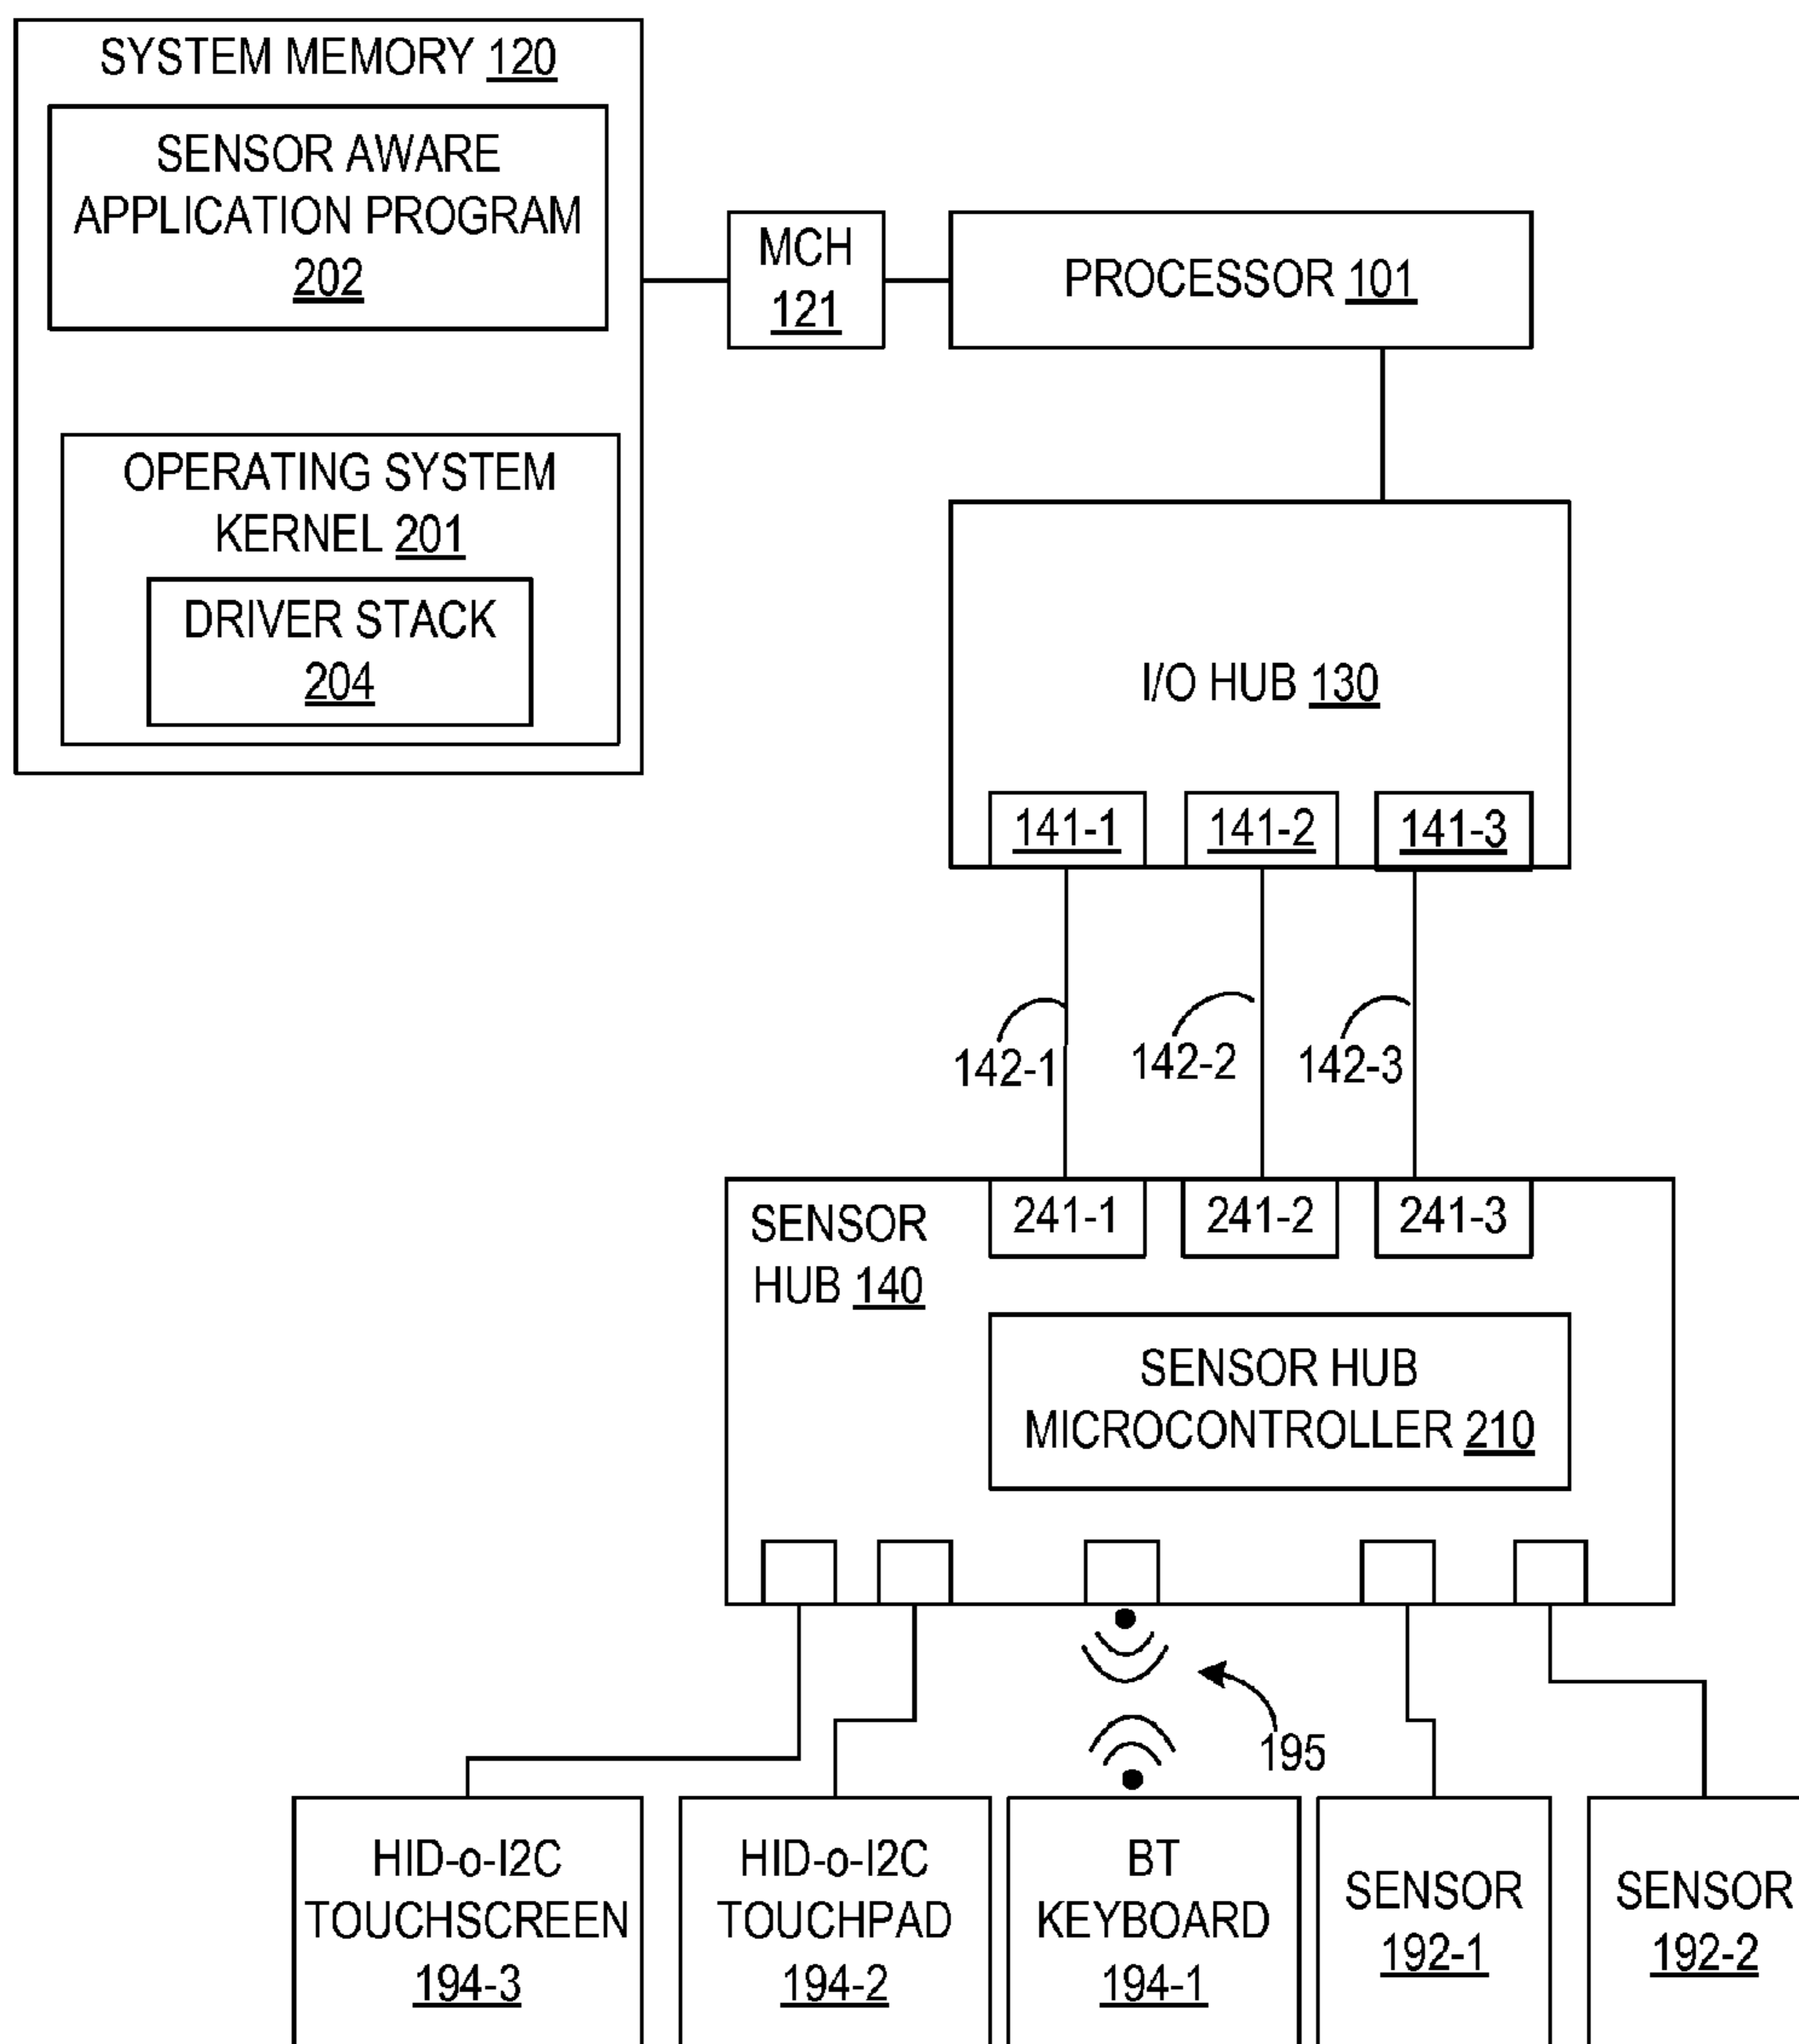 SYSTEM MEMORY 120
SENSOR AWARE
APPLICATION PROGRAM
202
MCH
121
PROCESSOR 101
OPERATING SYSTEM
KERNEL 201
DRIVER STACK
204
I/O HUB 130
141-1
141-2
141-3
142-1
142-2
142-3
SENSOR
HUB 140
241-1
241-2
241-3
SENSOR HUB
MICROCONTROLLER 210
195
HID-o-I2C
TOUCHSCREEN
194-3
HID-o-I2C
TOUCHPAD
194-2
BT
KEYBOARD
194-1
SENSOR
192-1
SENSOR
192-2